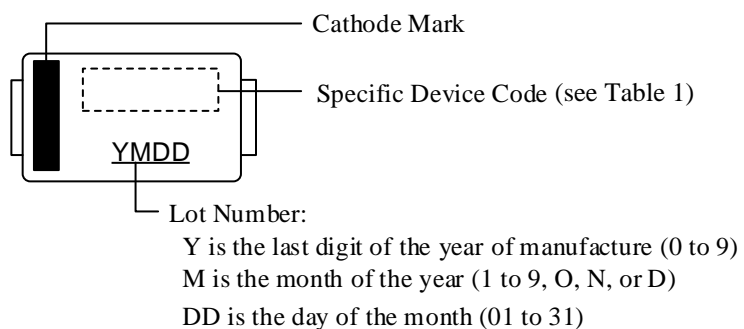 Cathode Mark
Specific Device Code (see Table 1)
YMDD
Lot Number:
Y is the last digit of the year of manufacture (0 to 9)
M is the month of the year (1 to 9, O, N, or D)
DD is the day of the month (01 to 31)